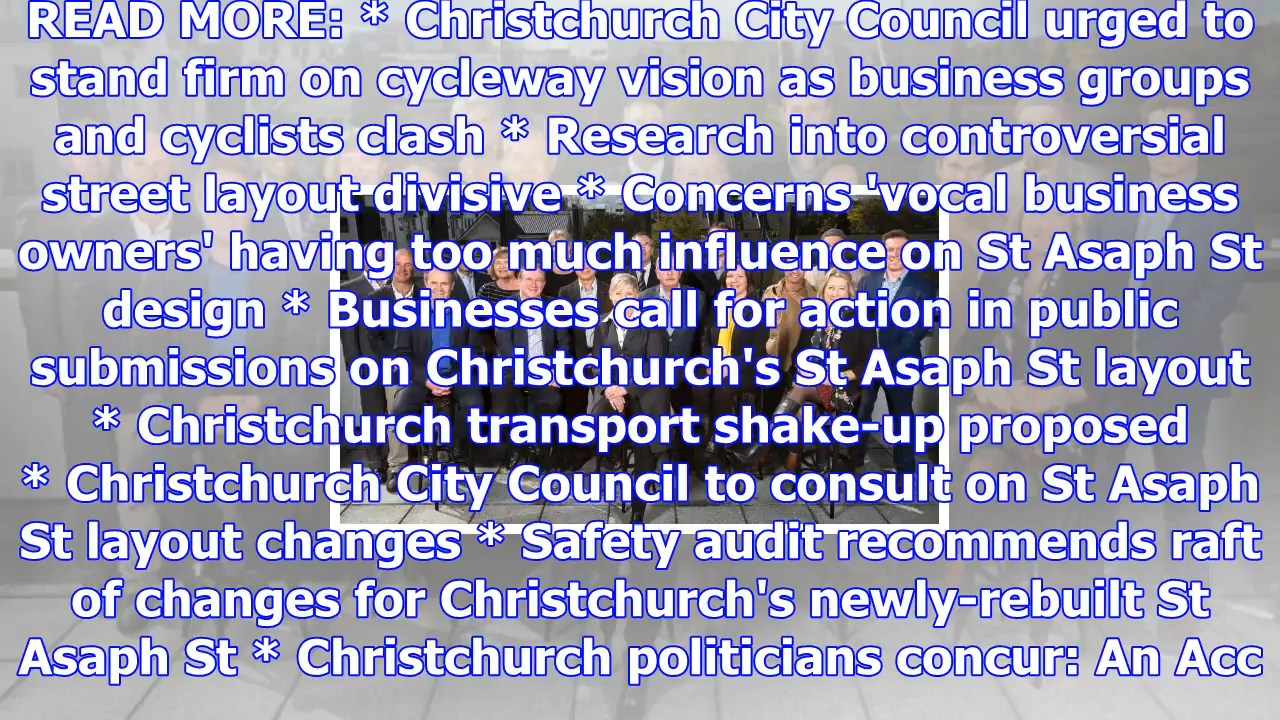 READ MORE: * Christchurch City Council urged to
stand firm on cycleway vision as business groups
and cyclists clash * Research into controversial
street layout divisive * Concerns 'vocal business
owners' having too much influence on St Asaph St
design * Businesses call for action in public
submissions on Christchurch's St Asaph St layout
* Christchurch transport shake-up proposed
* Christchurch City Council to consult on St Asaph
St layout changes * Safety audit recommends raft
of changes for Christchurch's newly-rebuilt St
Asaph St * Christchurch politicians concur: An Acc